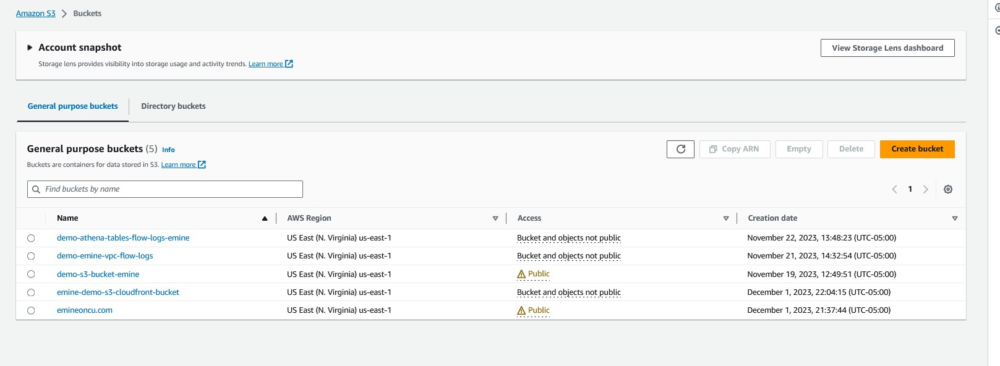 Amazon S3 > Buckets
Account snapshot
View Storage Lens dashboard
Storage lens provides visibility into storage usage and activity trends. Learn more
General purpose buckets
Directory buckets
General purpose buckets (5) Info
Copy ARN
Empty
Delete
Create bucket
Buckets are containers for data stored in S3. Learn more
Find buckets by name
1
Name AWS Region Access Creation date
demo-athena-tables-flow-logs-emine US East (N. Virginia) us-east-1 Bucket and objects not public November 22, 2023, 13:48:23 (UTC-05:00)
demo-emine-vpc-flow-logs US East (N. Virginia) us-east-1 Bucket and objects not public November 21, 2023, 14:32:54 (UTC-05:00)
demo-s3-bucket-emine US East (N. Virginia) us-east-1 Public November 19, 2023, 12:49:51 (UTC-05:00)
emine-demo-s3-cloudfront-bucket US East (N. Virginia) us-east-1 Bucket and objects not public December 1, 2023, 22:04:15 (UTC-05:00)
emineoncu.com US East (N. Virginia) us-east-1 Public December 1, 2023, 21:37:44 (UTC-05:00)